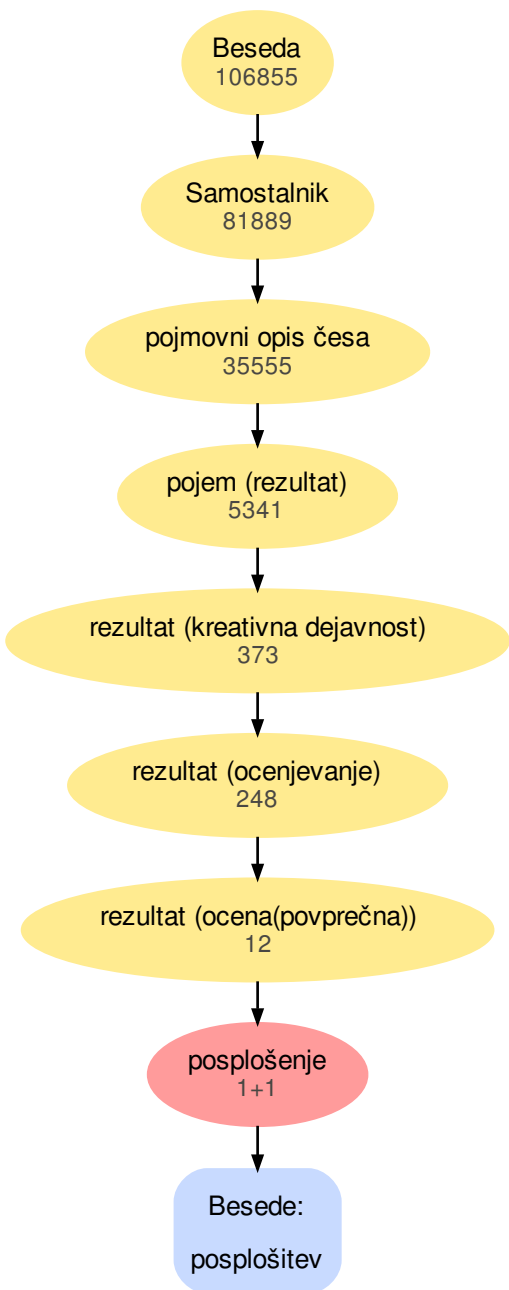 Beseda
106855
Samostalnik
81889
pojmovni opis česa
35555
pojem (rezultat)
5341
rezultat (kreativna dejavnost)
373
rezultat (ocenjevanje)
248
rezultat (ocena(povprečna))
12
posplošenje
1+1
Besede:
posplošitev